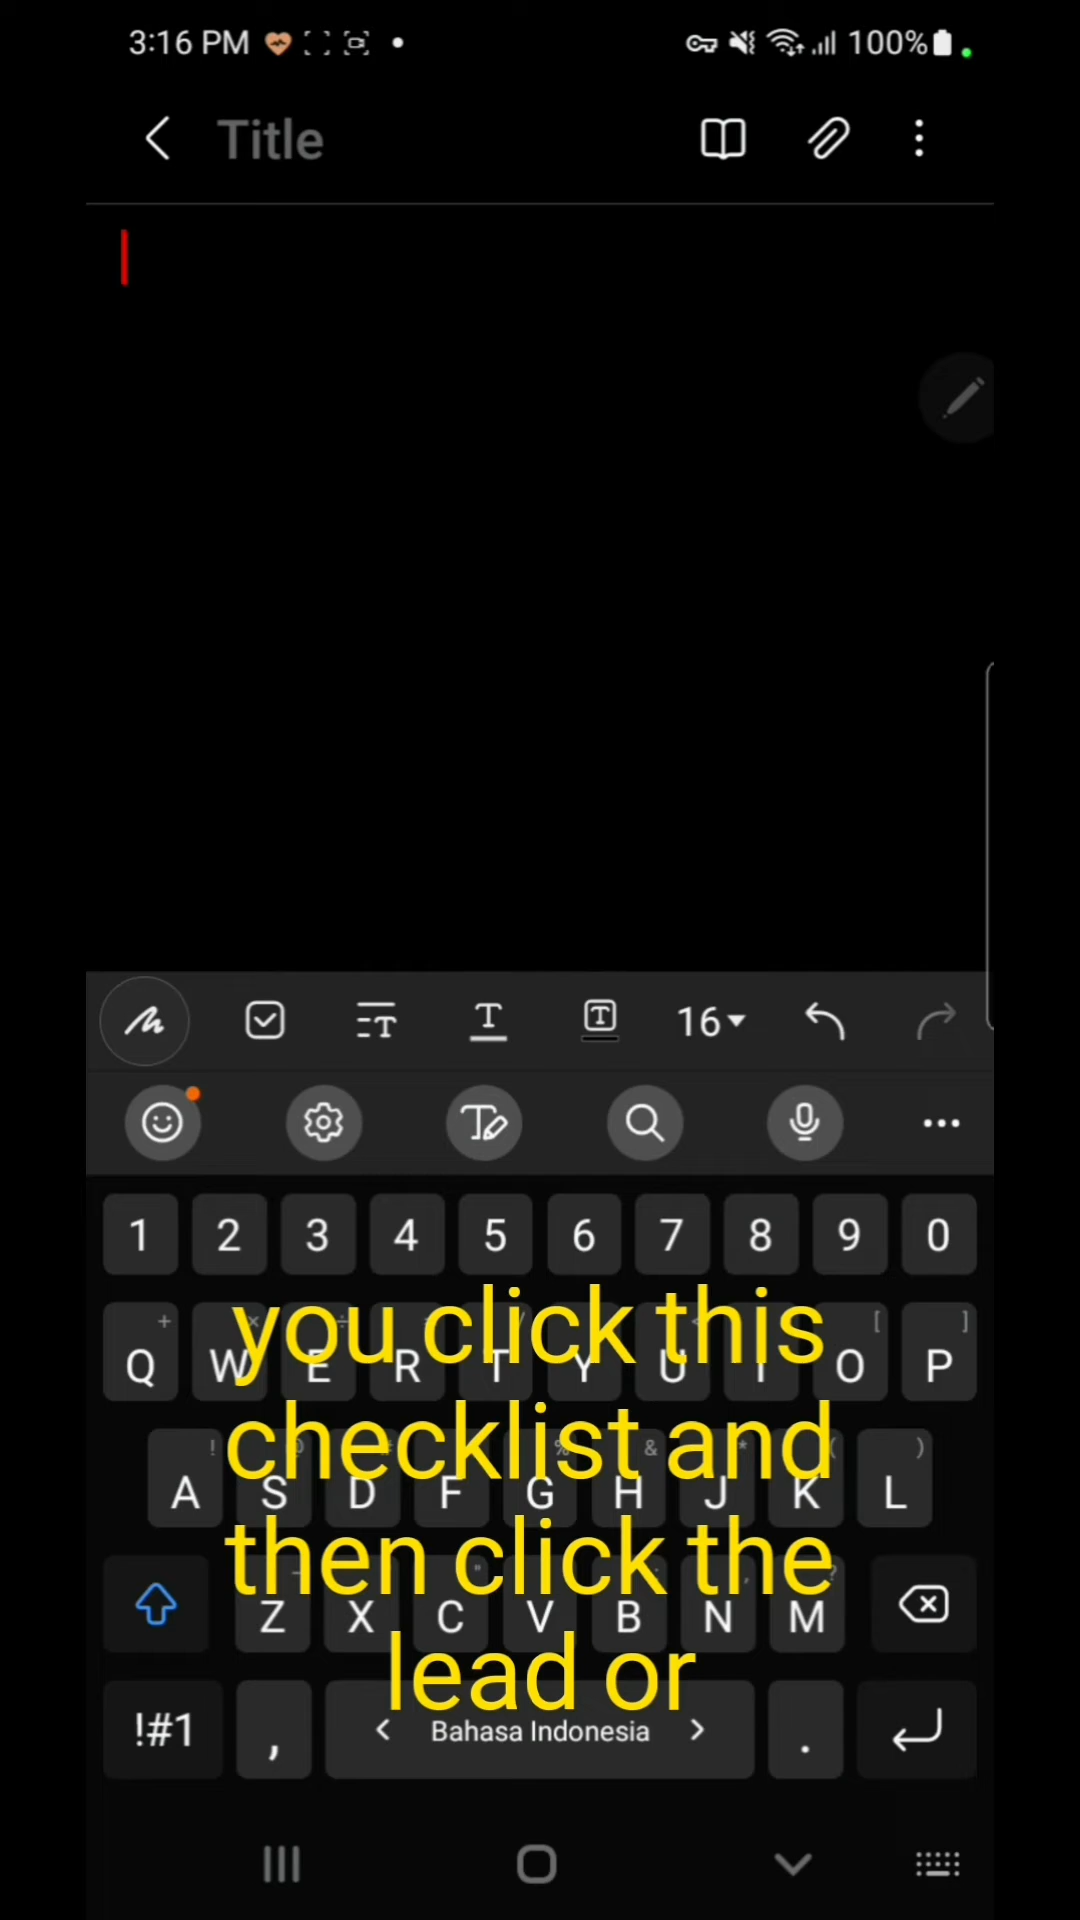 3:16 PM 100%
Title
16
1 2 3 4 5 6 7 8 9 0
you click this
Q W E R T Y U I O P
checklist and
A S D F G H J K L
then click the
Z X C V B N M
lead or
!#1 , < Bahasa Indonesia > .